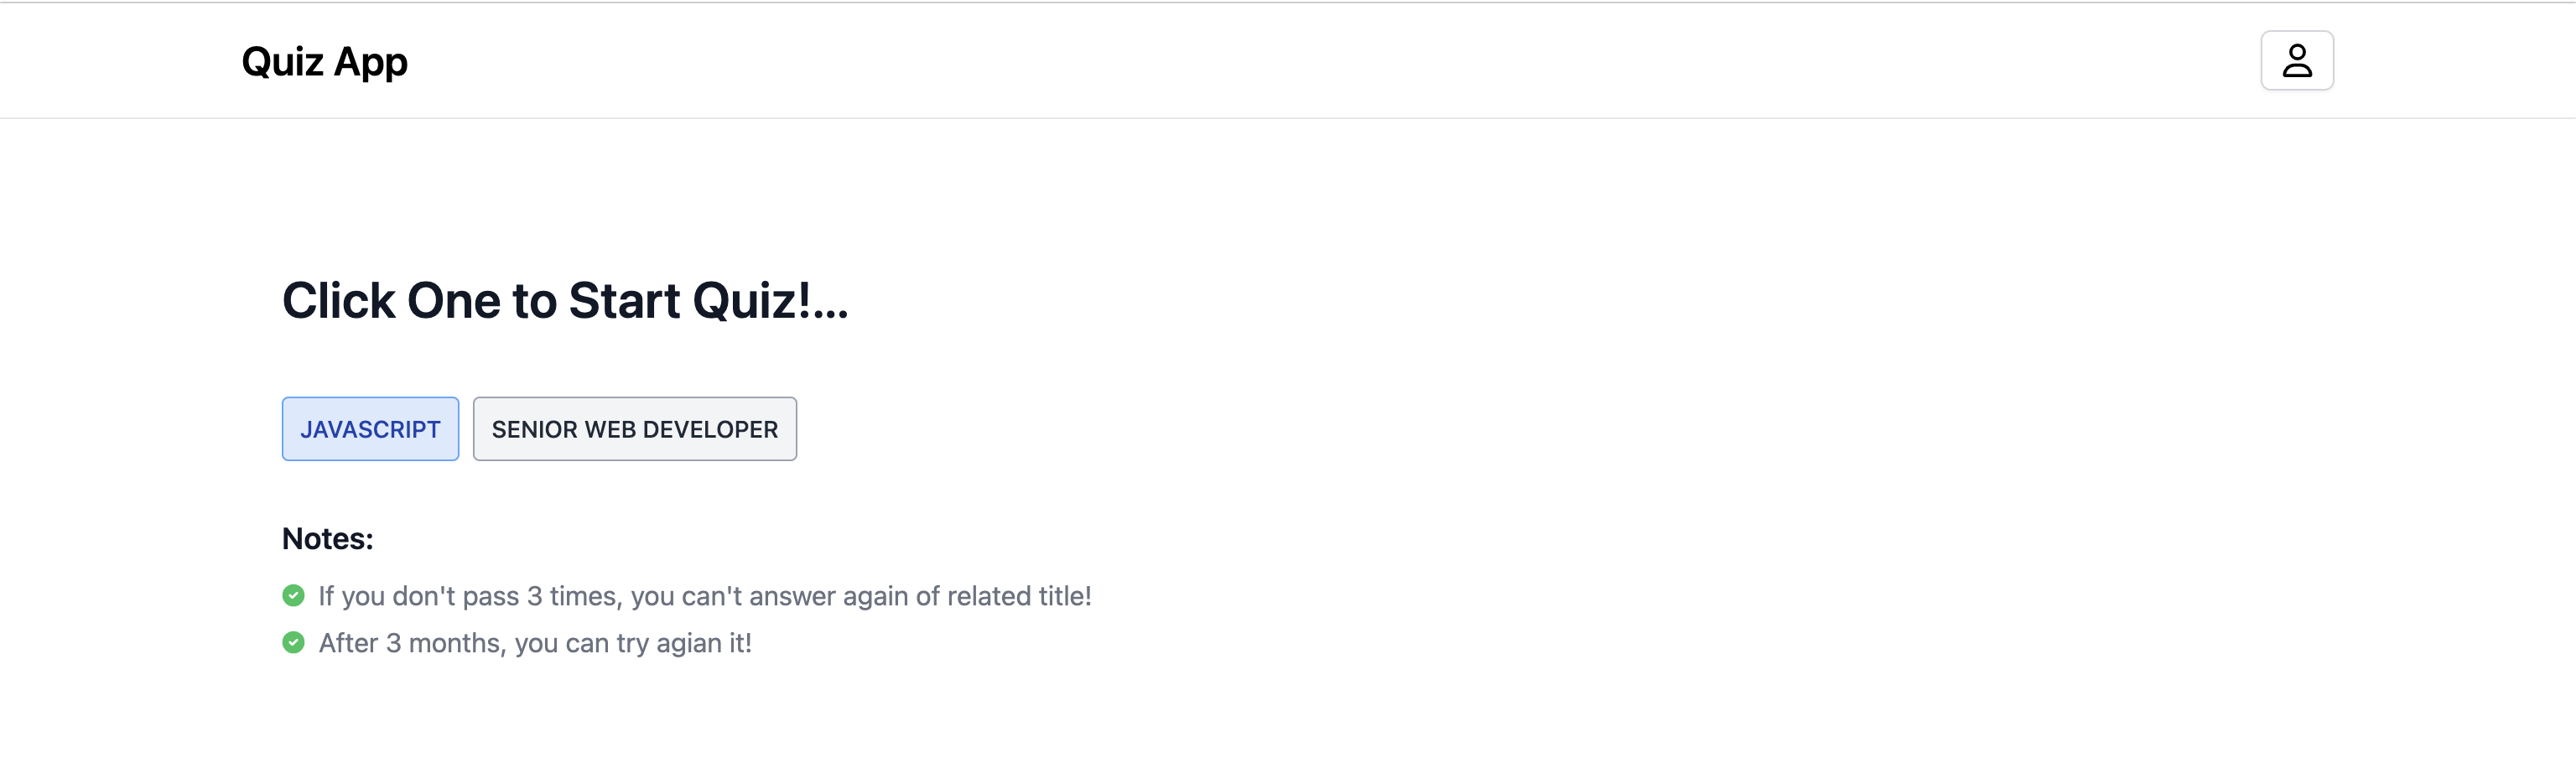 Quiz App
Click One to Start Quiz!...
JAVASCRIPT SENIOR WEB DEVELOPER
Notes:
If you don't pass 3 times, you can't answer again of related title!
After 3 months, you can try agian it!